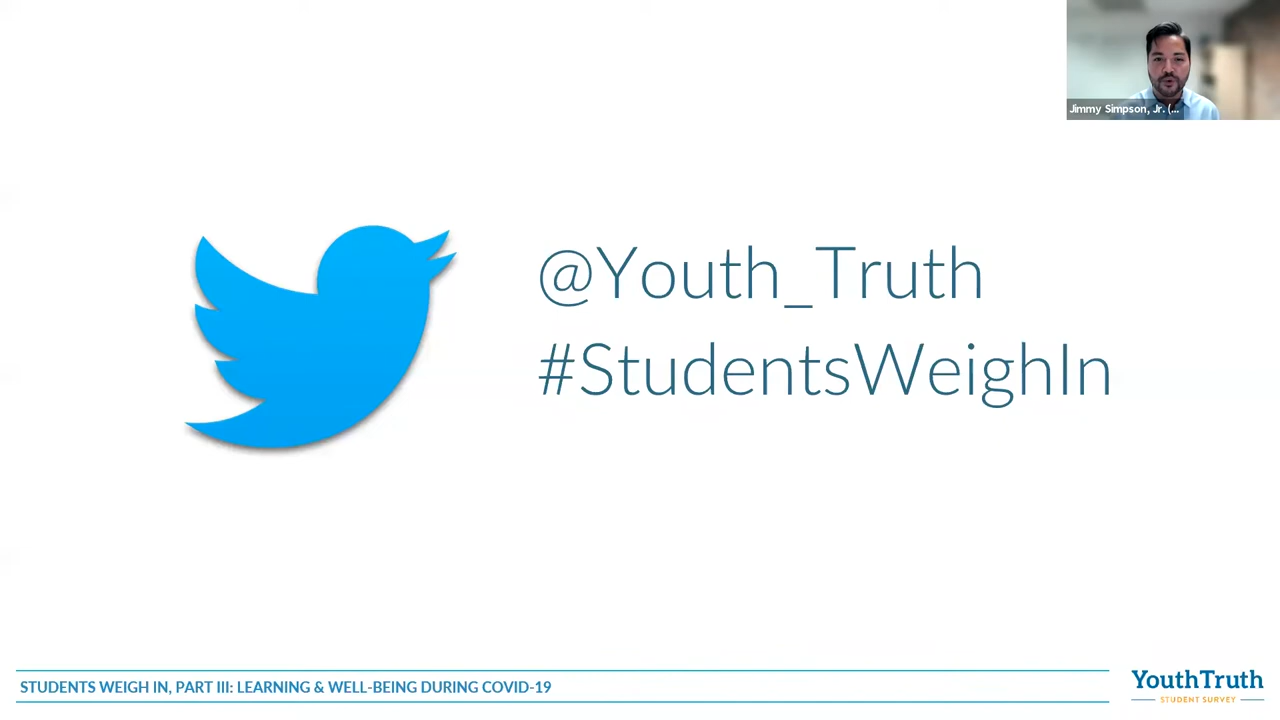 Jimmy Simpson, Jr. (...
@Youth_Truth
#StudentsWeighIn
STUDENTS WEIGH IN, PART III: LEARNING & WELL-BEING DURING COVID-19
YouthTruth
STUDENT SURVEY